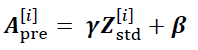 A_pre^[i] = γZ_std^[i] + β